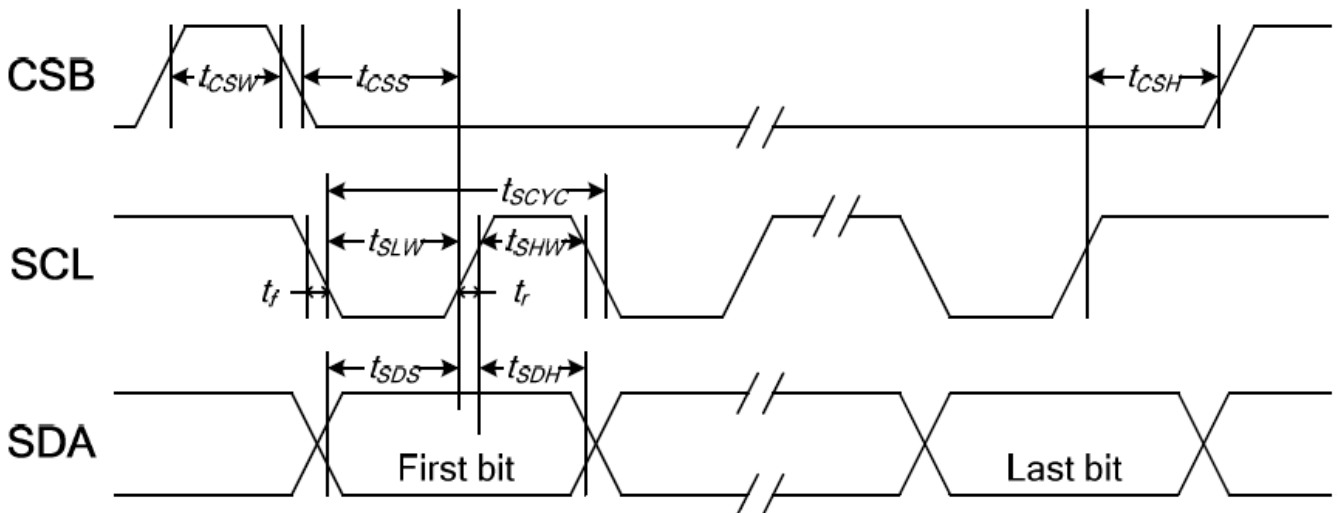 CSB
tCSW
tCSS
tCSH
tSCYC
SCL
tSLW
tSHW
tf
tr
tSDS
tSDH
SDA
First bit
Last bit